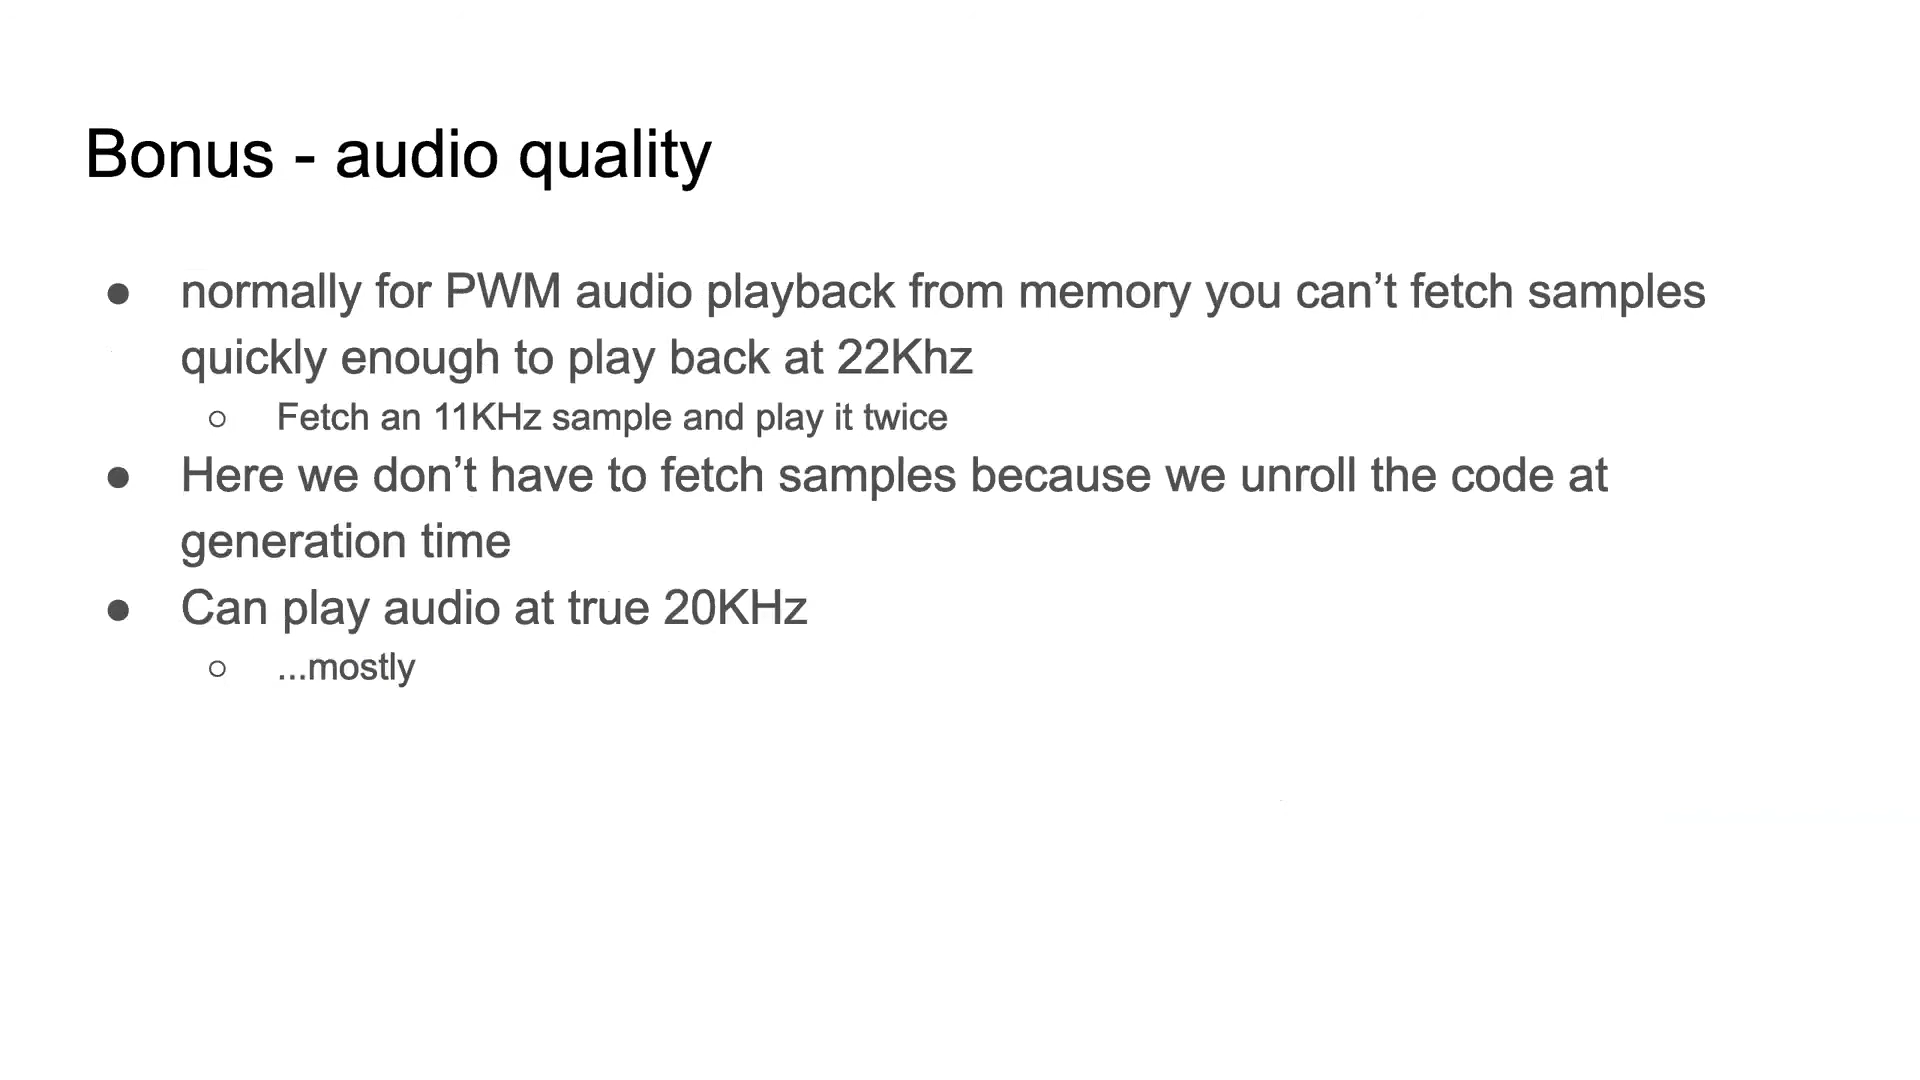 Bonus - audio quality
● normally for PWM audio playback from memory you can’t fetch samples
quickly enough to play back at 22Khz
○ Fetch an 11KHz sample and play it twice
● Here we don’t have to fetch samples because we unroll the code at
generation time
● Can play audio at true 20KHz
○ ...mostly